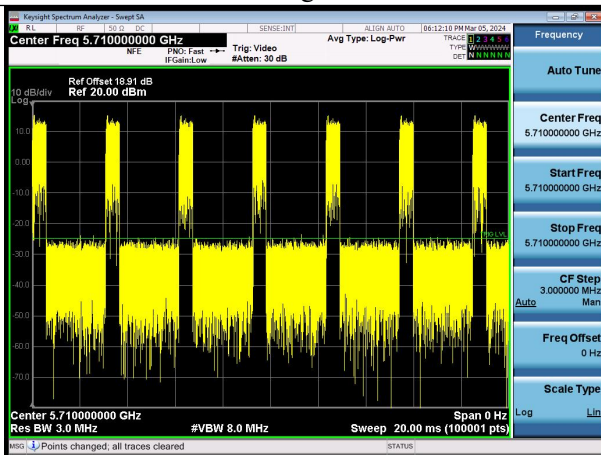 Keysight Spectrum Analyzer - Swept SA
RL RF 50 Ω DC SENSE:INT ALIGN AUTO 06:12:10 PM Mar 05, 2024
Center Freq 5.710000000 GHz
NFE PNO: Fast Trig: Video Avg Type: Log-Pwr TRACE 1 2 3 4 5 6
IFGain:Low #Atten: 30 dB TYPE WWWWWW
DET N N N N N N
Ref Offset 18.91 dB
10 dB/div Ref 20.00 dBm
Log
10.0
0.00
-10.0
-20.0
TRIG LVL
-30.0
-40.0
-50.0
-60.0
-70.0
Center 5.710000000 GHz Span 0 Hz
Res BW 3.0 MHz #VBW 8.0 MHz Sweep 20.00 ms (100001 pts)
MSG Points changed; all traces cleared STATUS
Frequency
Auto Tune
Center Freq
5.710000000 GHz
Start Freq
5.710000000 GHz
Stop Freq
5.710000000 GHz
CF Step
3.000000 MHz
Auto Man
Freq Offset
0 Hz
Scale Type
Log Lin